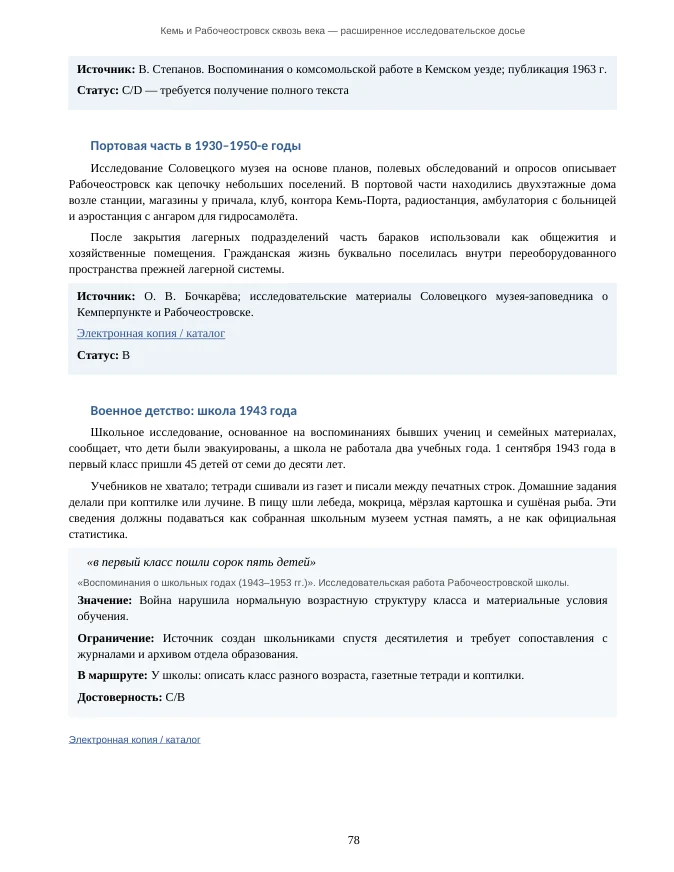 Кемь и Рабочеостровск сквозь века — расширенное исследовательское досье
Источник: В. Степанов. Воспоминания о комсомольской работе в Кемском уезде; публикация 1963 г.
Статус: C/D — требуется получение полного текста
Портовая часть в 1930–1950-е годы
Исследование Соловецкого музея на основе планов, полевых обследований и опросов описывает
Рабочеостровск как цепочку небольших поселений. В портовой части находились двухэтажные дома
возле станции, магазины у причала, клуб, контора Кемь-Порта, радиостанция, амбулатория с больницей
и аэростанция с ангаром для гидросамолёта.
После закрытия лагерных подразделений часть бараков использовали как общежития и
хозяйственные помещения. Гражданская жизнь буквально поселилась внутри переоборудованного
пространства прежней лагерной системы.
Источник: О. В. Бочкарёва; исследовательские материалы Соловецкого музея-заповедника о
Кемперпункте и Рабочеостровске.
Электронная копия / каталог
Статус: B
Военное детство: школа 1943 года
Школьное исследование, основанное на воспоминаниях бывших учениц и семейных материалах,
сообщает, что дети были эвакуированы, а школа не работала два учебных года. 1 сентября 1943 года в
первый класс пришли 45 детей от семи до десяти лет.
Учебников не хватало; тетради сшивали из газет и писали между печатных строк. Домашние задания
делали при коптилке или лучине. В пищу шли лебеда, мокрица, мёрзлая картошка и сушёная рыба. Эти
сведения должны подаваться как собранная школьным музеем устная память, а не как официальная
статистика.
«в первый класс пошли сорок пять детей»
«Воспоминания о школьных годах (1943–1953 гг.)». Исследовательская работа Рабочеостровской школы.
Значение: Война нарушила нормальную возрастную структуру класса и материальные условия
обучения.
Ограничение: Источник создан школьниками спустя десятилетия и требует сопоставления с
журналами и архивом отдела образования.
В маршруте: У школы: описать класс разного возраста, газетные тетради и коптилки.
Достоверность: C/B
Электронная копия / каталог
78